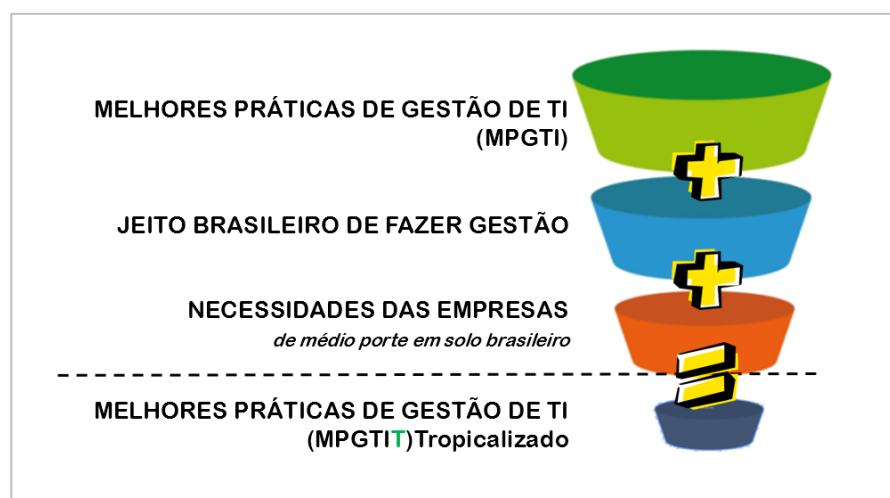 MELHORES PRÁTICAS DE GESTÃO DE TI
(MPGTI)
JEITO BRASILEIRO DE FAZER GESTÃO
NECESSIDADES DAS EMPRESAS
de médio porte em solo brasileiro
MELHORES PRÁTICAS DE GESTÃO DE TI
(MPGTIT)Tropicalizado